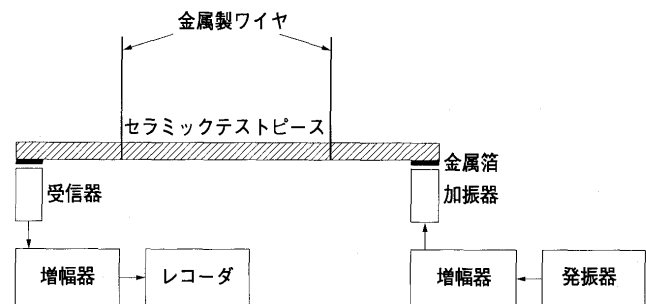 金属製ワイヤ
セラミックテストピース
金属箔
受信器
加振器
増幅器
レコーダ
増幅器
発振器